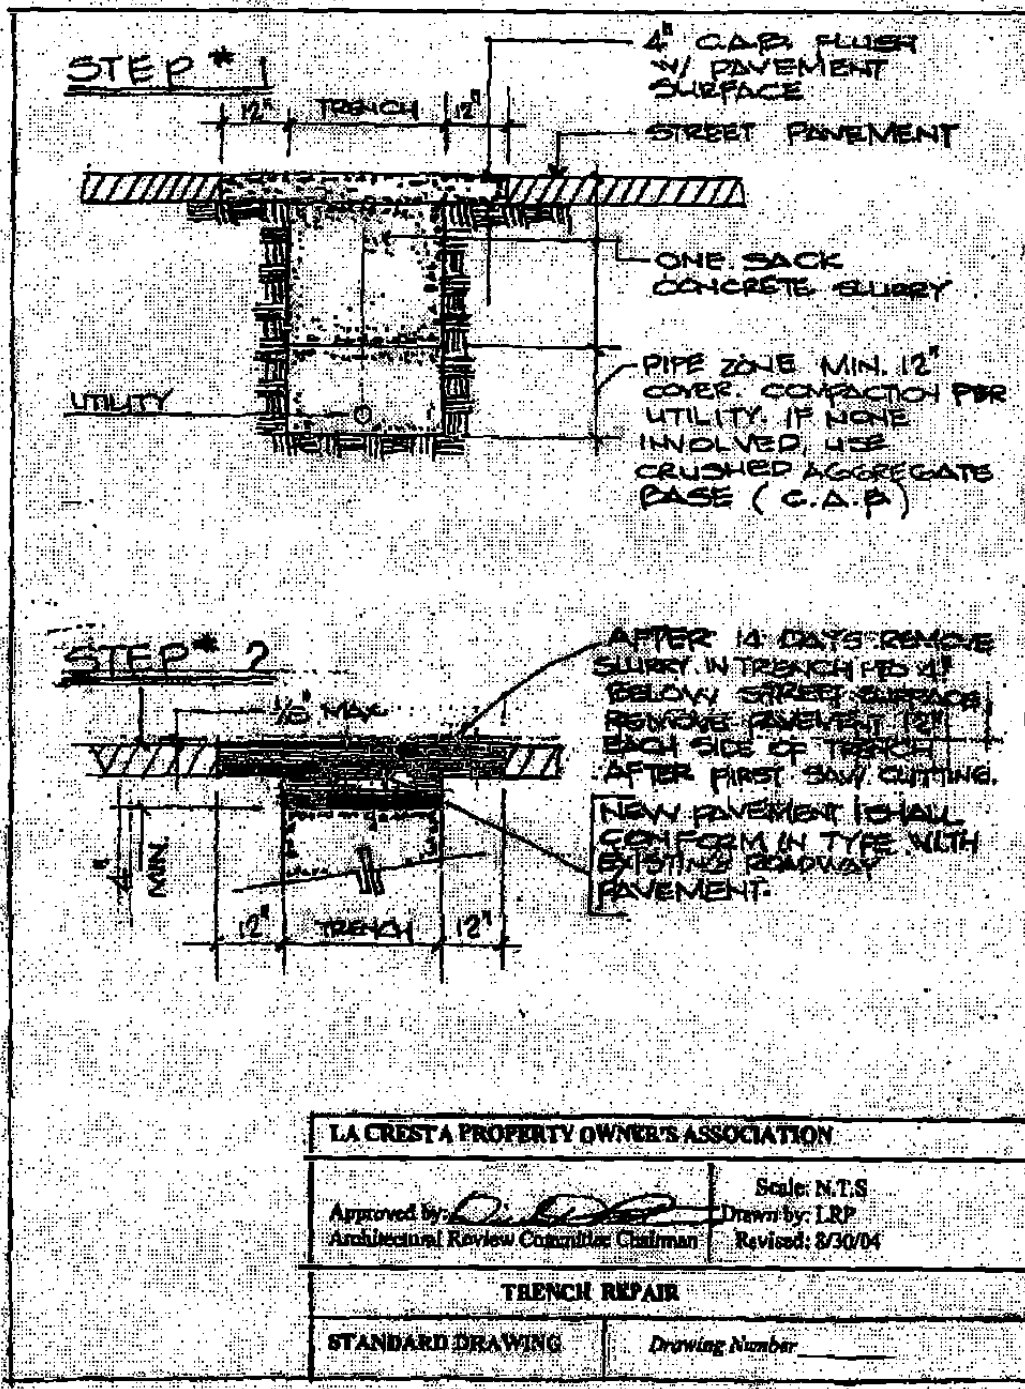 STEP # 1
12" TRENCH 12"
4" C.A.B. FLUSH
W/ PAVEMENT
SURFACE
STREET PAVEMENT
ONE SACK
CONCRETE SLURRY
PIPE ZONE MIN. 12"
COVER. COMPACTION PER
UTILITY. IF NONE
INVOLVED, USE
CRUSHED AGGREGATE
BASE (C.A.B)
UTILITY
STEP # 2
1/8" MAX.
AFTER 14 DAYS REMOVE
SLURRY IN TRENCH TO 4"
BELOW STREET SURFACE,
REMOVE PAVEMENT 12"
EACH SIDE OF TRENCH
AFTER FIRST SAW CUTTING.
NEW PAVEMENT SHALL
CONFORM IN TYPE WITH
EXISTING ROADWAY
PAVEMENT.
4" MIN.
12" TRENCH 12"
LA CRESTA PROPERTY OWNER'S ASSOCIATION
Approved by:
Architectural Review Committee Chairman
Scale: N.T.S
Drawn by: LRP
Revised: 8/30/04
TRENCH REPAIR
STANDARD DRAWING
Drawing Number